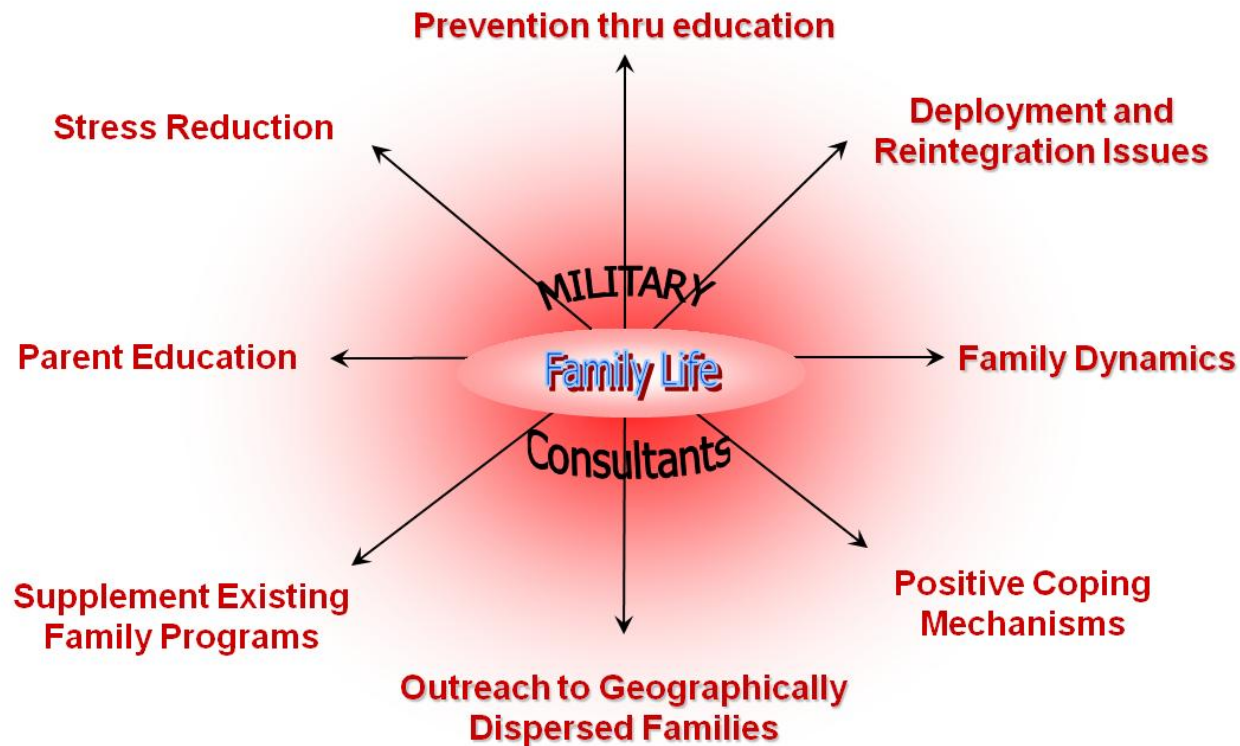 Prevention thru education
Stress Reduction
Deployment and
Reintegration Issues
MILITARY
Parent Education
Family Life
Family Dynamics
Consultants
Supplement Existing
Family Programs
Positive Coping
Mechanisms
Outreach to Geographically
Dispersed Families